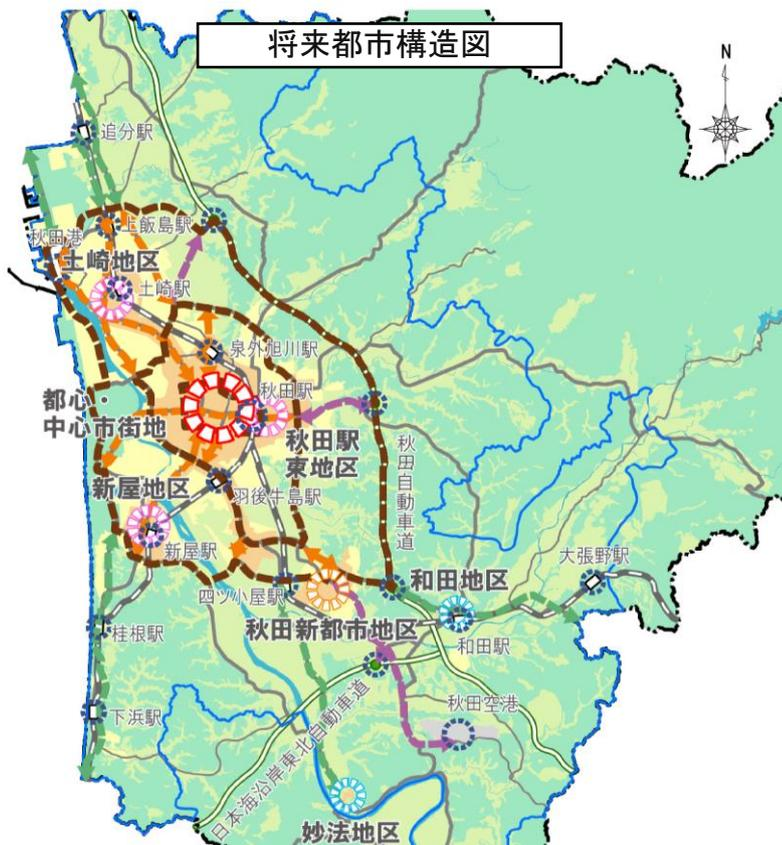 将来都市構造図
N
追分駅
上飯島駅
秋田港
土崎地区
土崎駅
泉外旭川駅
秋田駅
都心・
中心市街地
秋田駅
東地区
秋田自動車道
新屋地区
羽後牛島駅
新屋駅
大張野駅
四ツ小屋駅
和田地区
秋田新都市地区
和田駅
桂根駅
秋田空港
下浜駅
日本海沿岸東北自動車道
妙法地区